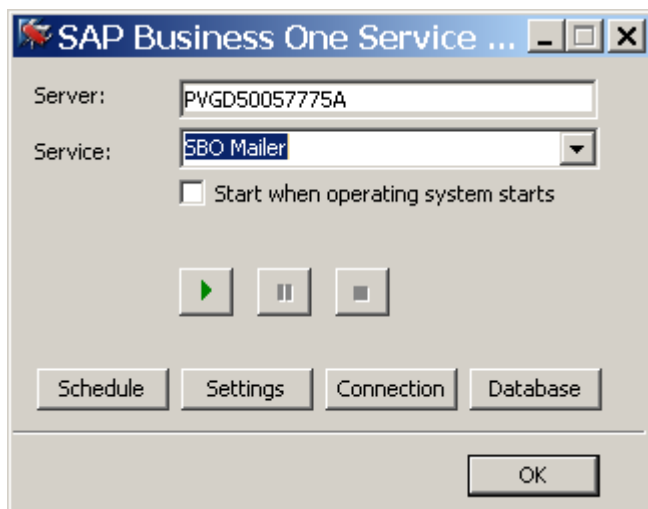 SAP Business One Service ...
Server:
PVGD50057775A
Service:
SBO Mailer
Start when operating system starts
Schedule
Settings
Connection
Database
OK